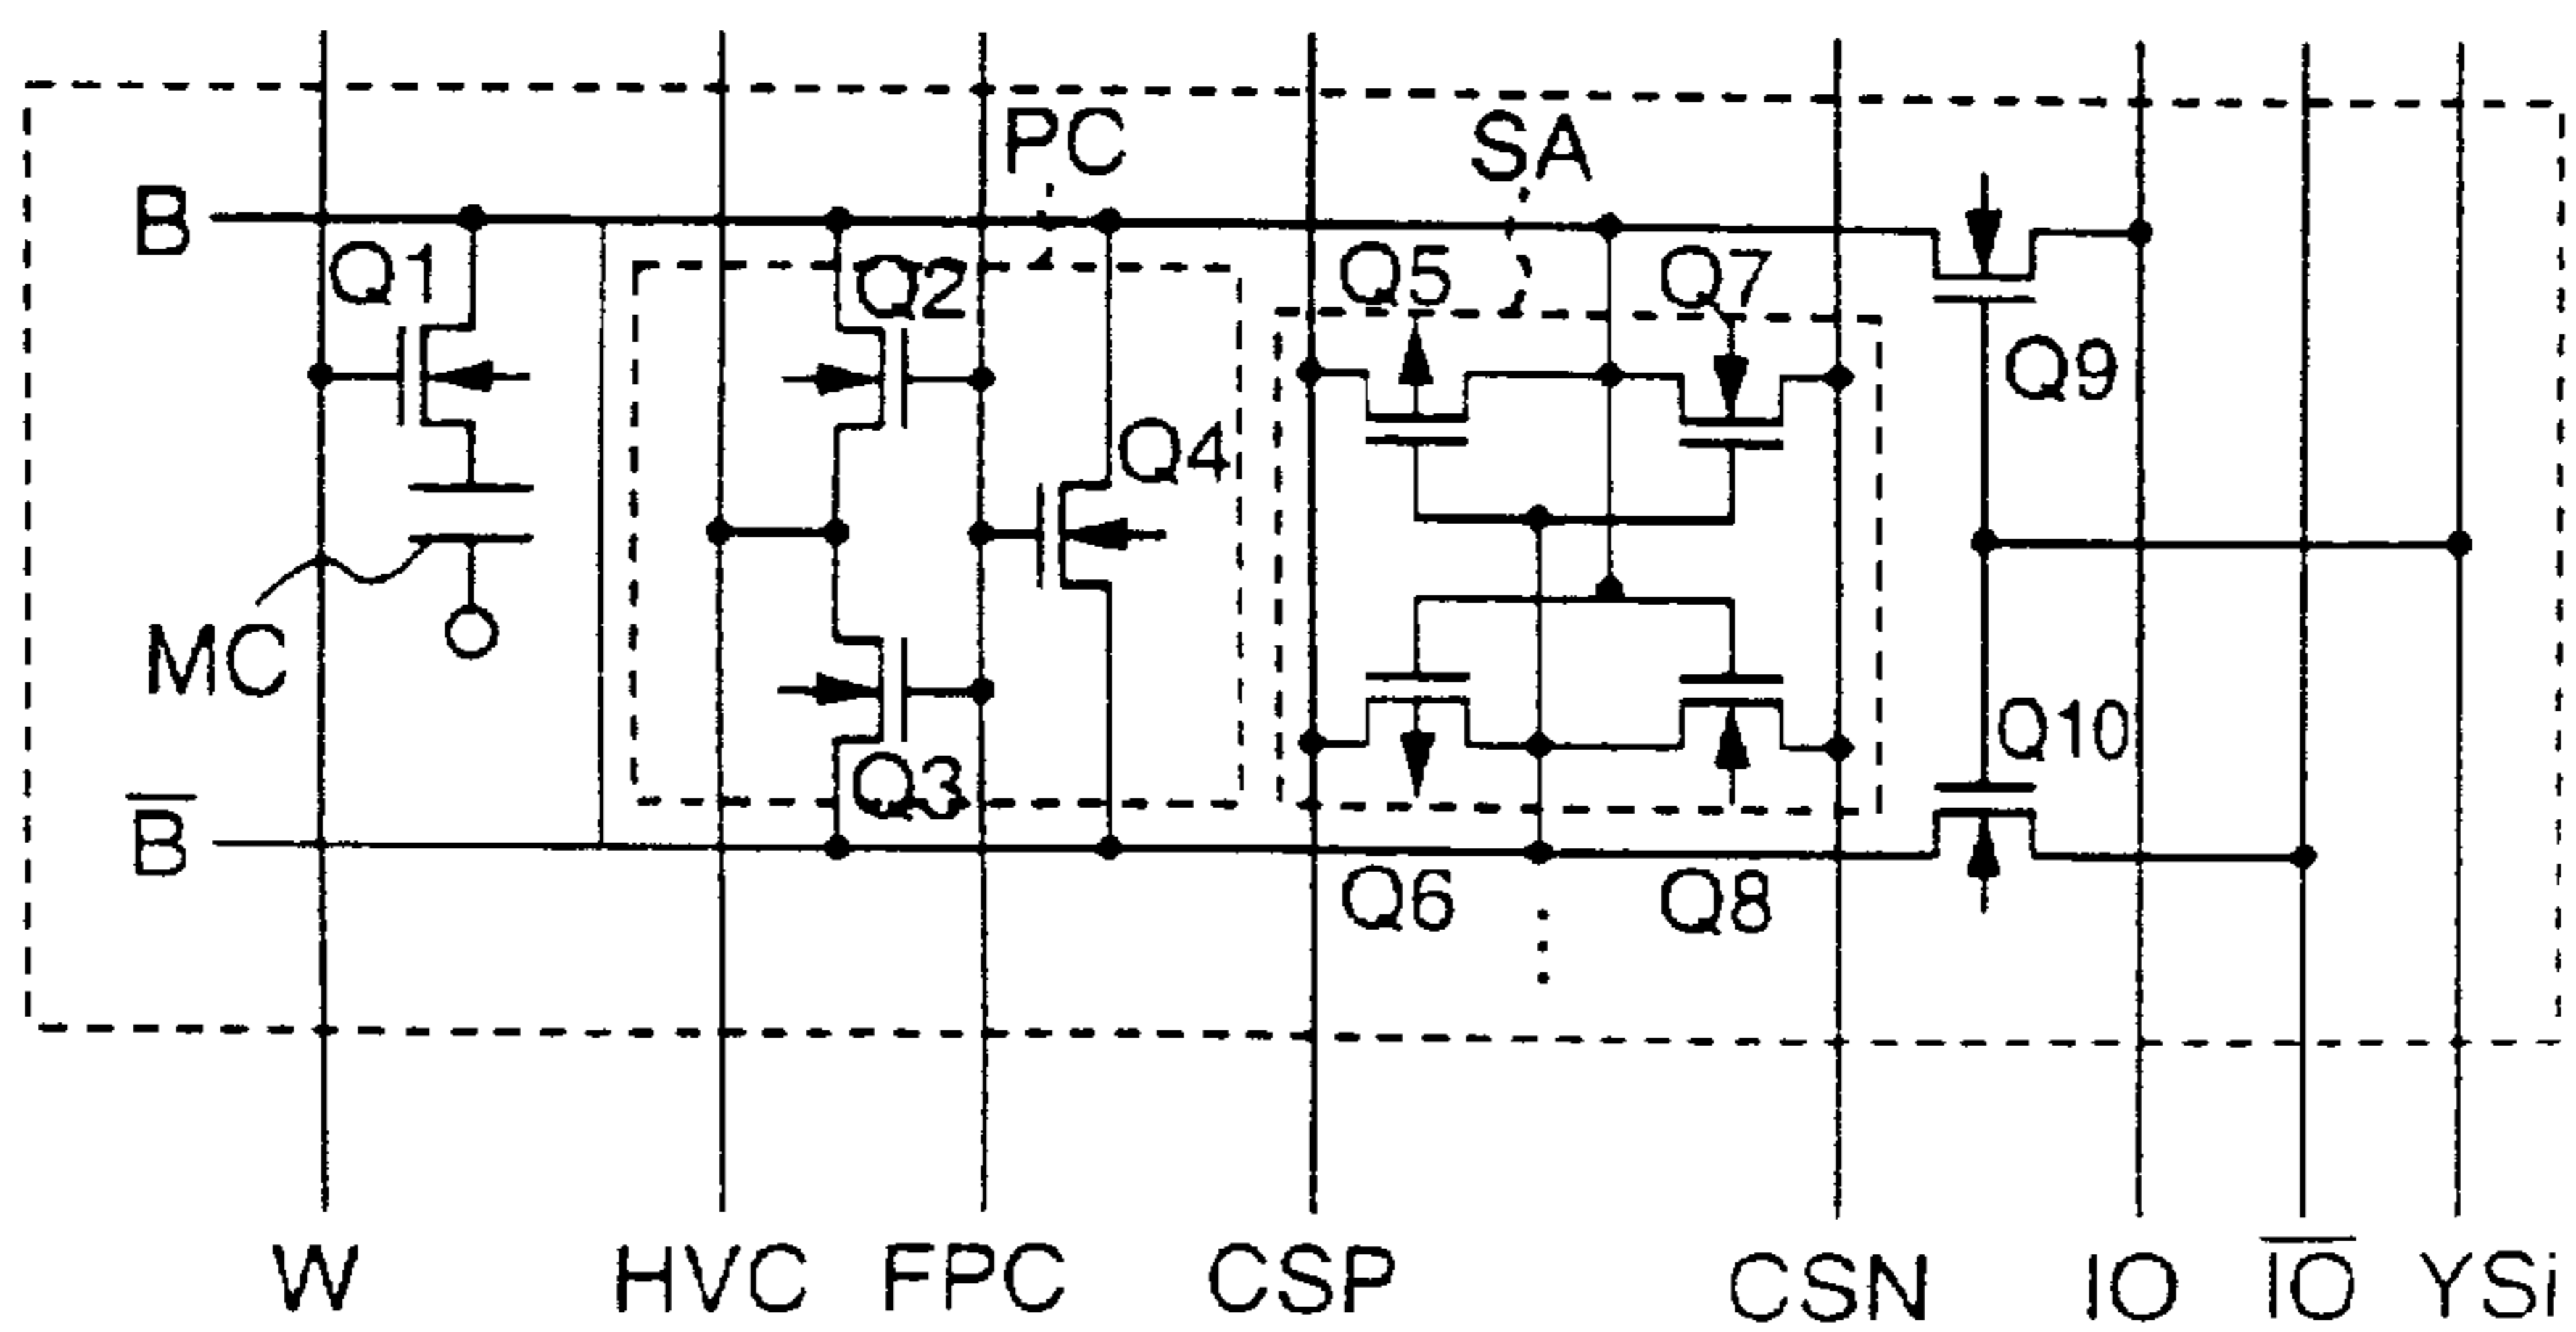 PC SA
B
Q1 Q2 Q5 Q7
Q9
Q4
MC
Q10
Q3
B̅
Q6 Q8
W HVC FPC CSP CSN IO I̅O̅ YSi